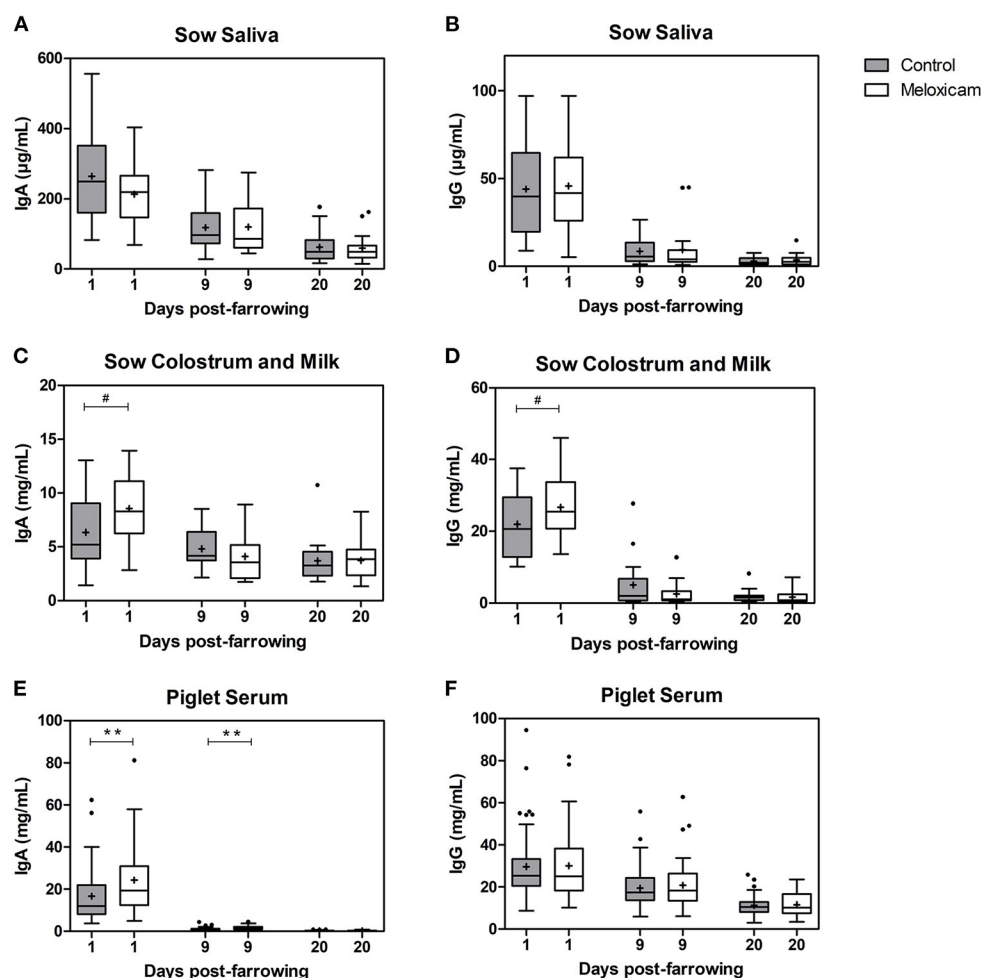 A
Sow Saliva
600
400
200
0
IgA (µg/mL)
1 1 9 9 20 20
Days post-farrowing
B
Sow Saliva
100
50
0
IgG (µg/mL)
1 1 9 9 20 20
Days post-farrowing
Control
Meloxicam
C
Sow Colostrum and Milk
20
15
10
5
0
IgA (mg/mL)
#
1 1 9 9 20 20
Days post-farrowing
D
Sow Colostrum and Milk
60
40
20
0
IgG (mg/mL)
#
1 1 9 9 20 20
Days post-farrowing
E
Piglet Serum
100
80
60
40
20
0
IgA (mg/mL)
** **
1 1 9 9 20 20
Days post-farrowing
F
Piglet Serum
100
80
60
40
20
0
IgG (mg/mL)
1 1 9 9 20 20
Days post-farrowing